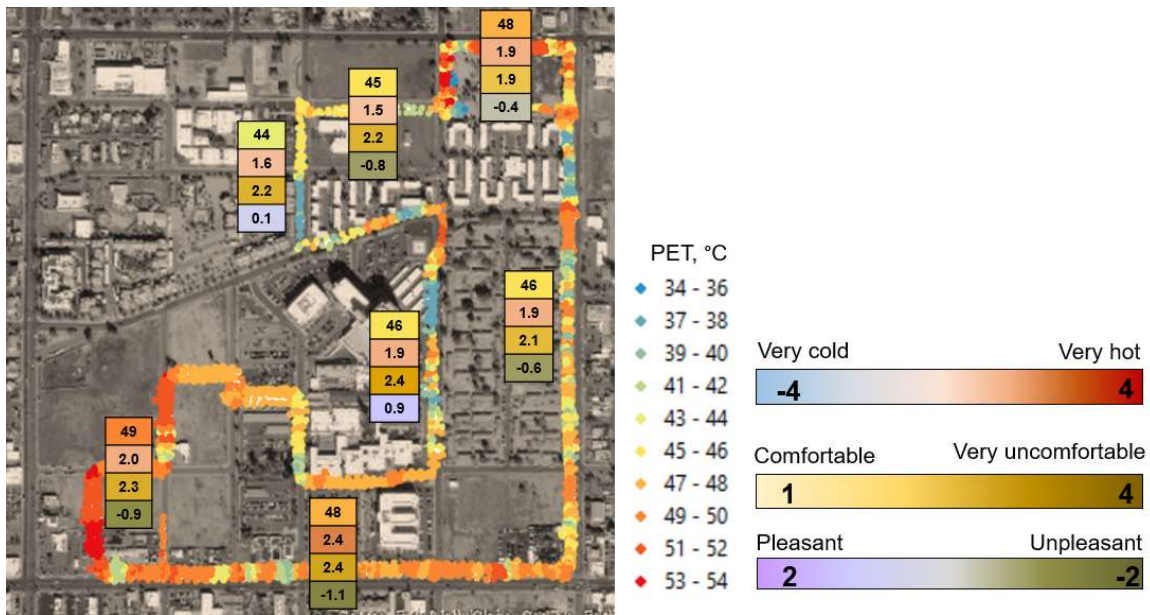 48
1.9
1.9
-0.4
45
1.5
2.2
-0.8
44
1.6
2.2
0.1
46
1.9
2.1
-0.6
46
1.9
2.4
0.9
49
2.0
2.3
-0.9
48
2.4
2.4
-1.1
PET, °C
34 - 36
37 - 38
39 - 40
41 - 42
43 - 44
45 - 46
47 - 48
49 - 50
51 - 52
53 - 54
Very cold Very hot
-4 4
Comfortable Very uncomfortable
1 4
Pleasant Unpleasant
2 -2